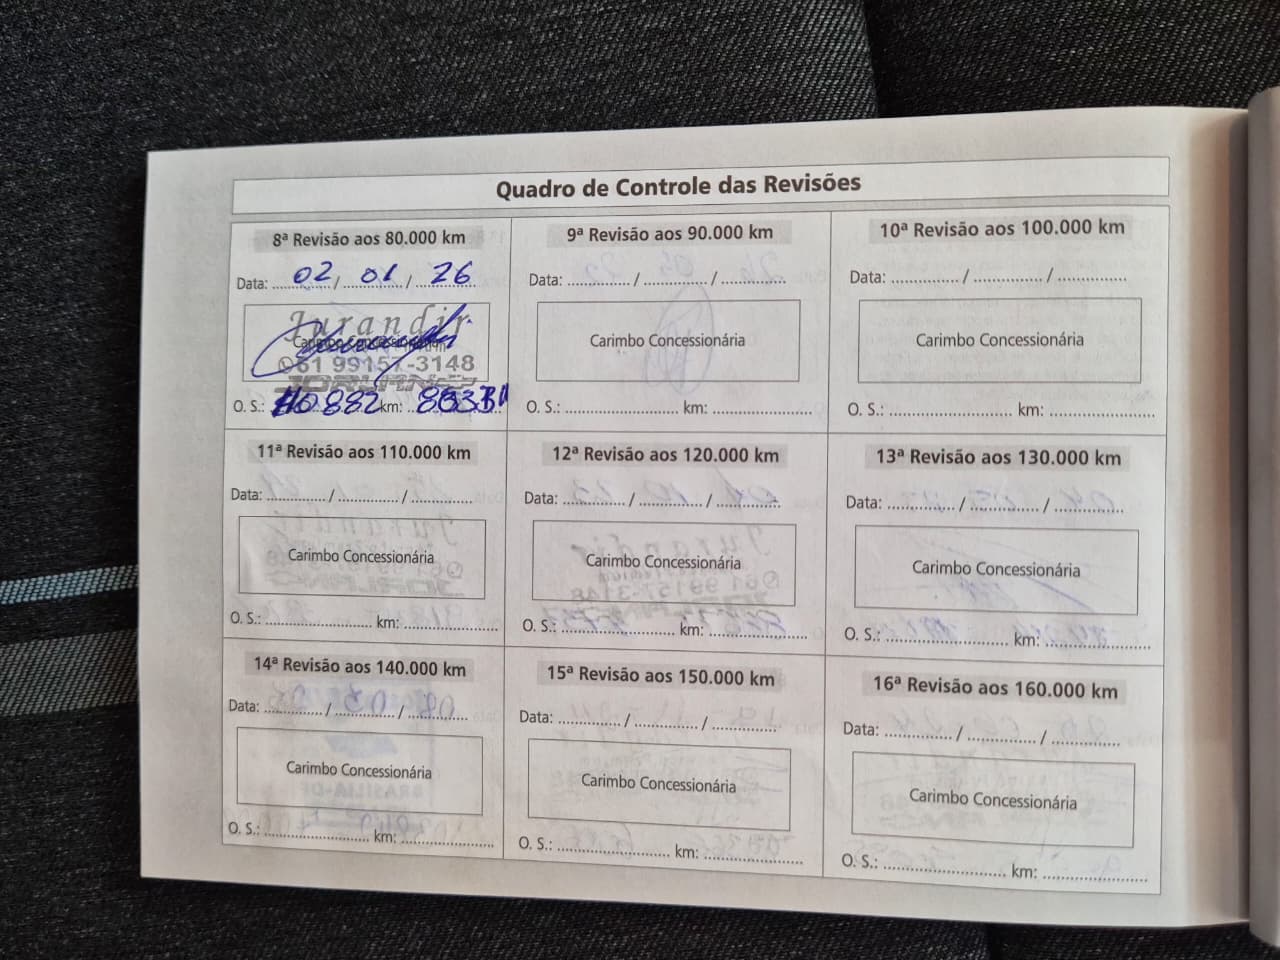 Quadro de Controle das Revisões
8ª Revisão aos 80.000 km
Data: 02 / 01 / 26
Jurandir
Carimbo Concessionária
061 99157-3148
JORLAN
O. S.: 110882 km:
9ª Revisão aos 90.000 km
Data: ............... / ............... / ...............
Carimbo Concessionária
O. S.: ............................ km: .........................
10ª Revisão aos 100.000 km
Data: ............... / ............... / ...............
Carimbo Concessionária
O. S.: ............................ km: .........................
11ª Revisão aos 110.000 km
Data: ............... / ............... / ...............
Carimbo Concessionária
O. S.: ............................ km: .........................
12ª Revisão aos 120.000 km
Data: ............... / ............... / ...............
Carimbo Concessionária
O. S.: ............................ km: .........................
13ª Revisão aos 130.000 km
Data: ............... / ............... / ...............
Carimbo Concessionária
O. S.: ............................ km: .........................
14ª Revisão aos 140.000 km
Data: ............... / ............... / ...............
Carimbo Concessionária
O. S.: ............................ km: .........................
15ª Revisão aos 150.000 km
Data: ............... / ............... / ...............
Carimbo Concessionária
O. S.: ............................ km: .........................
16ª Revisão aos 160.000 km
Data: ............... / ............... / ...............
Carimbo Concessionária
O. S.: ............................ km: .........................